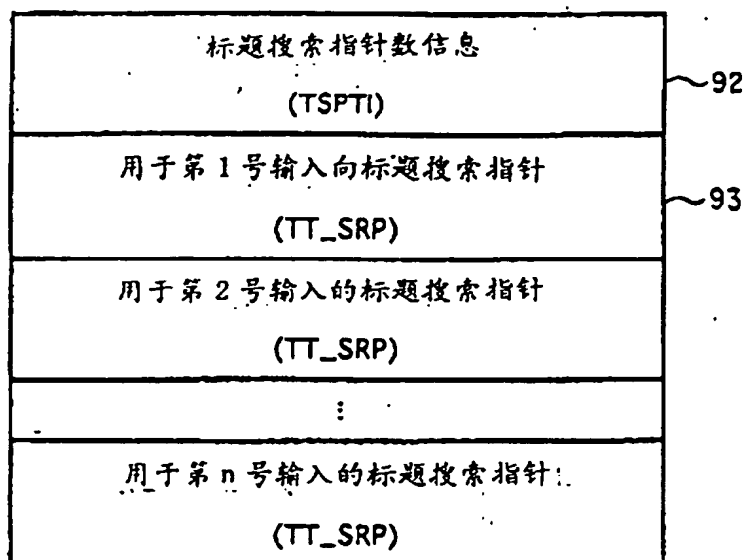 标题搜索指针数信息
(TSPTI)
92
用于第1号输入向标题搜索指针
(TT_SRP)
93
用于第2号输入的标题搜索指针
(TT_SRP)
⋮
用于第n号输入的标题搜索指针
(TT_SRP)